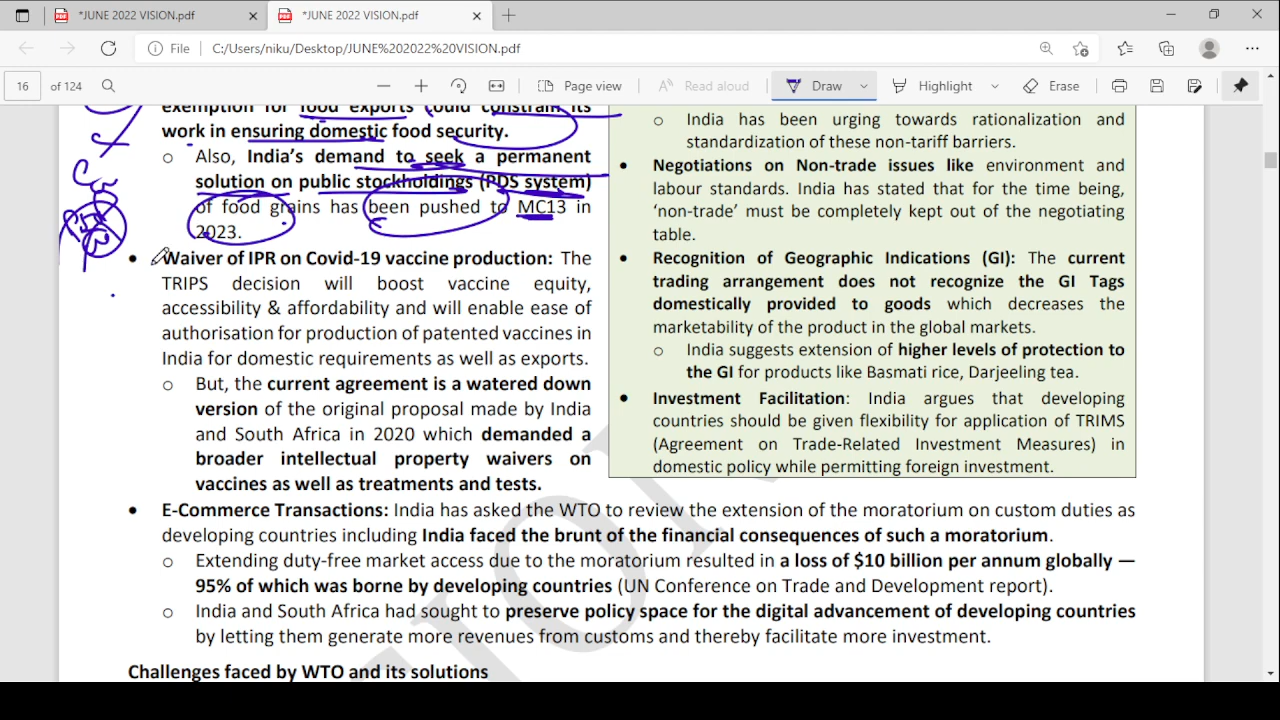 *JUNE 2022 VISION.pdf
*JUNE 2022 VISION.pdf
File C:/Users/niku/Desktop/JUNE%202022%20VISION.pdf
16 of 124 Page view Read aloud Draw Highlight Erase
exemption for food exports could constrain its
work in ensuring domestic food security.
o Also, India's demand to seek a permanent
solution on public stockholdings (PDS system)
of food grains has been pushed to MC13 in
2023.
• Waiver of IPR on Covid-19 vaccine production: The
TRIPS decision will boost vaccine equity,
accessibility & affordability and will enable ease of
authorisation for production of patented vaccines in
India for domestic requirements as well as exports.
o But, the current agreement is a watered down
version of the original proposal made by India
and South Africa in 2020 which demanded a
broader intellectual property waivers on
vaccines as well as treatments and tests.
o India has been urging towards rationalization and
standardization of these non-tariff barriers.
• Negotiations on Non-trade issues like environment and
labour standards. India has stated that for the time being,
'non-trade' must be completely kept out of the negotiating
table.
• Recognition of Geographic Indications (GI): The current
trading arrangement does not recognize the GI Tags
domestically provided to goods which decreases the
marketability of the product in the global markets.
o India suggests extension of higher levels of protection to
the GI for products like Basmati rice, Darjeeling tea.
• Investment Facilitation: India argues that developing
countries should be given flexibility for application of TRIMS
(Agreement on Trade-Related Investment Measures) in
domestic policy while permitting foreign investment.
• E-Commerce Transactions: India has asked the WTO to review the extension of the moratorium on custom duties as
developing countries including India faced the brunt of the financial consequences of such a moratorium.
o Extending duty-free market access due to the moratorium resulted in a loss of $10 billion per annum globally —
95% of which was borne by developing countries (UN Conference on Trade and Development report).
o India and South Africa had sought to preserve policy space for the digital advancement of developing countries
by letting them generate more revenues from customs and thereby facilitate more investment.
Challenges faced by WTO and its solutions